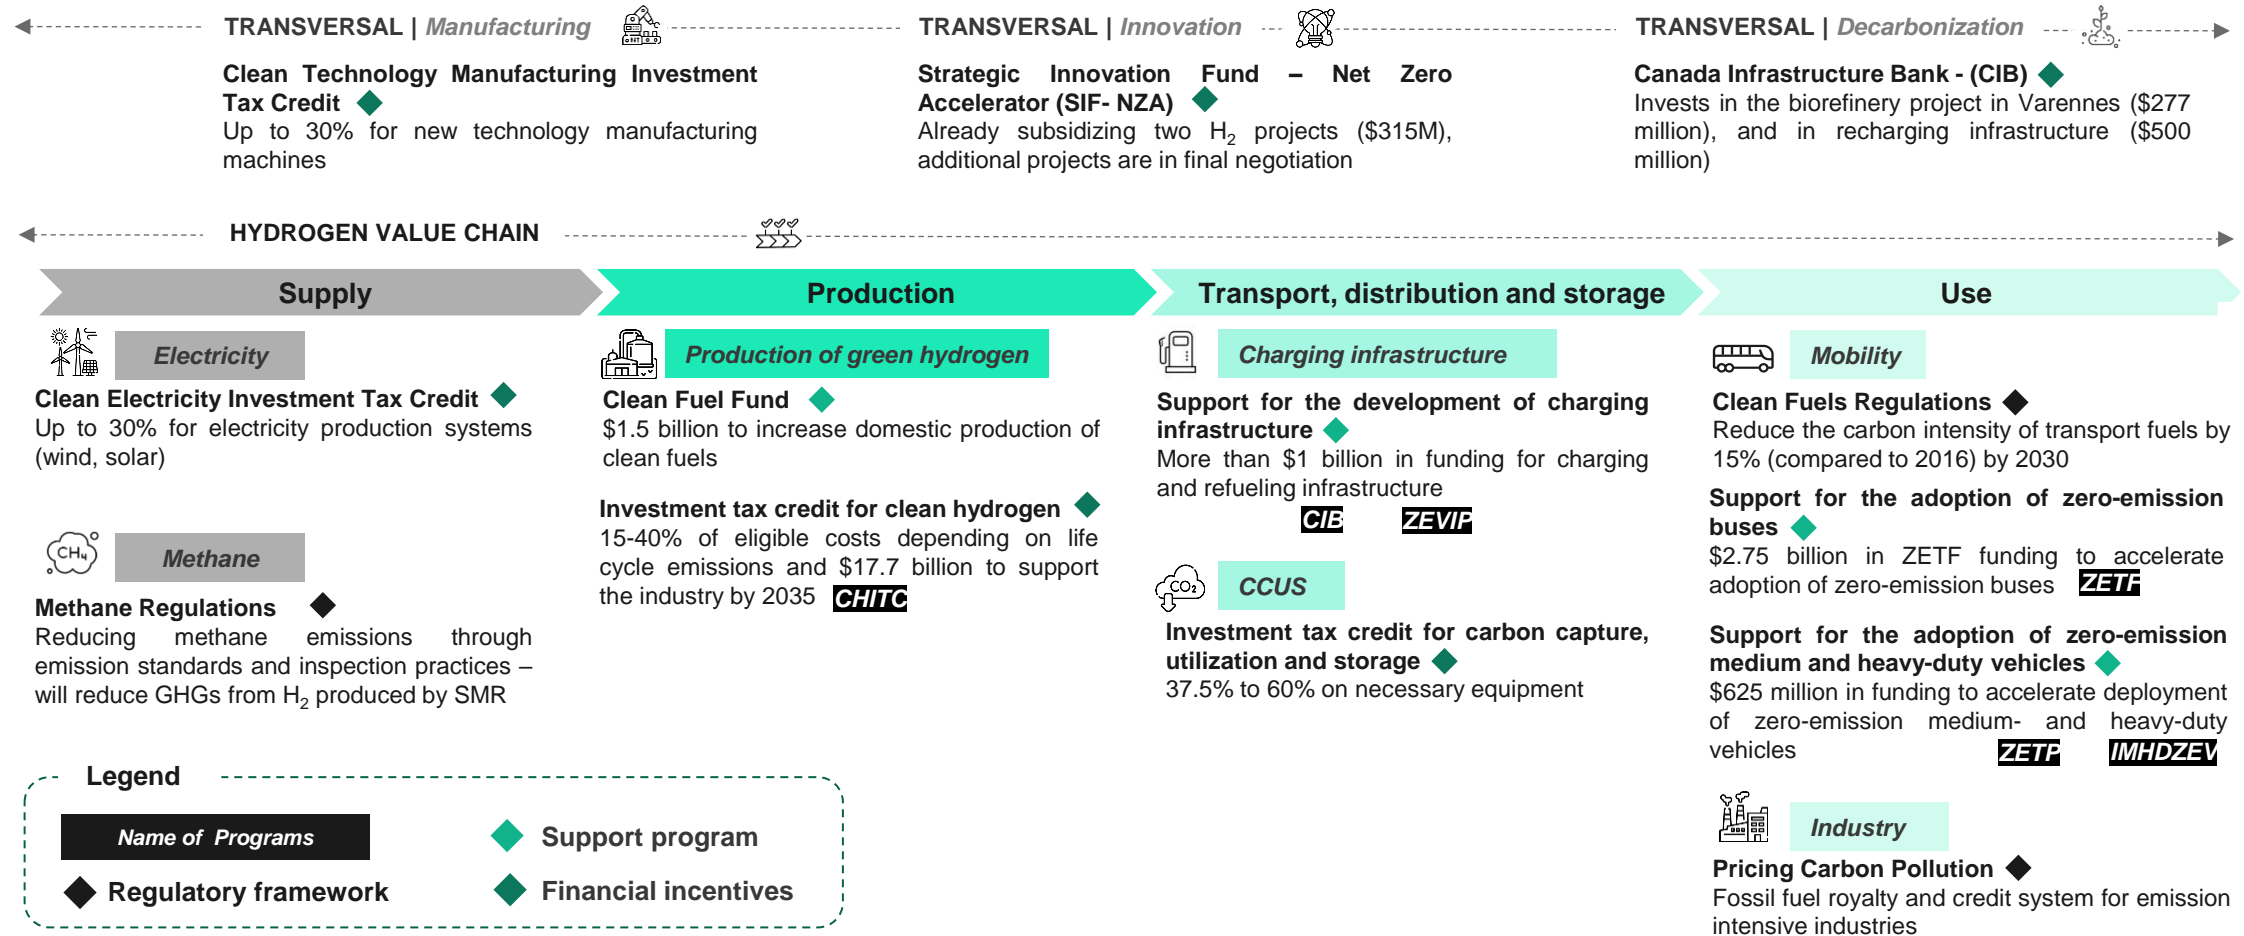 TRANSVERSAL | Manufacturing
Clean Technology Manufacturing Investment
Tax Credit
Up to 30% for new technology manufacturing
machines
TRANSVERSAL | Innovation
Strategic Innovation Fund – Net Zero
Accelerator (SIF- NZA)
Already subsidizing two H2 projects ($315M),
additional projects are in final negotiation
TRANSVERSAL | Decarbonization
Canada Infrastructure Bank - (CIB)
Invests in the biorefinery project in Varennes ($277
million), and in recharging infrastructure ($500
million)
HYDROGEN VALUE CHAIN
Supply
Electricity
Clean Electricity Investment Tax Credit
Up to 30% for electricity production systems
(wind, solar)
CH4
Methane
Methane Regulations
Reducing methane emissions through
emission standards and inspection practices –
will reduce GHGs from H2 produced by SMR
Production
Production of green hydrogen
Clean Fuel Fund
$1.5 billion to increase domestic production of
clean fuels
Investment tax credit for clean hydrogen
15-40% of eligible costs depending on life
cycle emissions and $17.7 billion to support
the industry by 2035 CHITC
Transport, distribution and storage
Charging infrastructure
Support for the development of charging
infrastructure
More than $1 billion in funding for charging
and refueling infrastructure
CIB ZEVIP
CO2
CCUS
Investment tax credit for carbon capture,
utilization and storage
37.5% to 60% on necessary equipment
Use
Mobility
Clean Fuels Regulations
Reduce the carbon intensity of transport fuels by
15% (compared to 2016) by 2030
Support for the adoption of zero-emission
buses
$2.75 billion in ZETF funding to accelerate
adoption of zero-emission buses ZETF
Support for the adoption of zero-emission
medium and heavy-duty vehicles
$625 million in funding to accelerate deployment
of zero-emission medium- and heavy-duty
vehicles ZETP IMHDZEV
Industry
Pricing Carbon Pollution
Fossil fuel royalty and credit system for emission
intensive industries
Legend
Name of Programs
Support program
Regulatory framework
Financial incentives